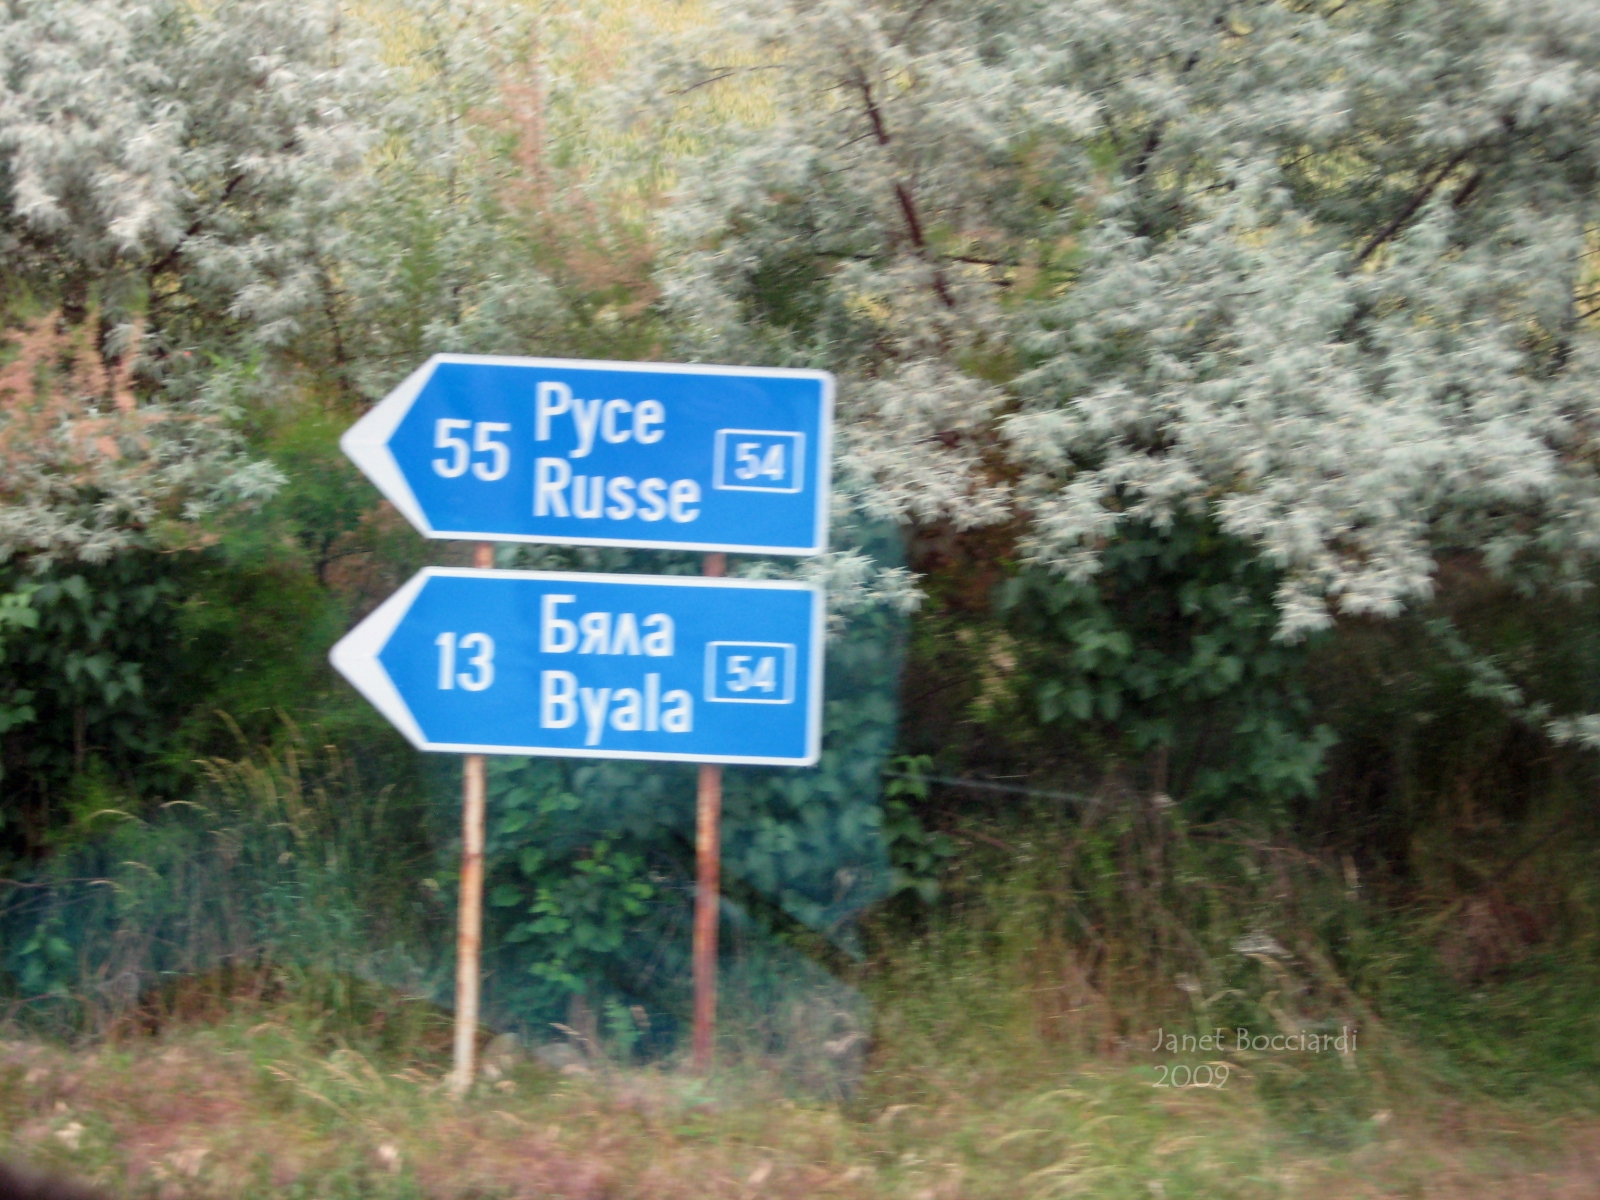 55
Русе
Russe
54
13
Бяла
Byala
54
Janet Bocciardi
2009